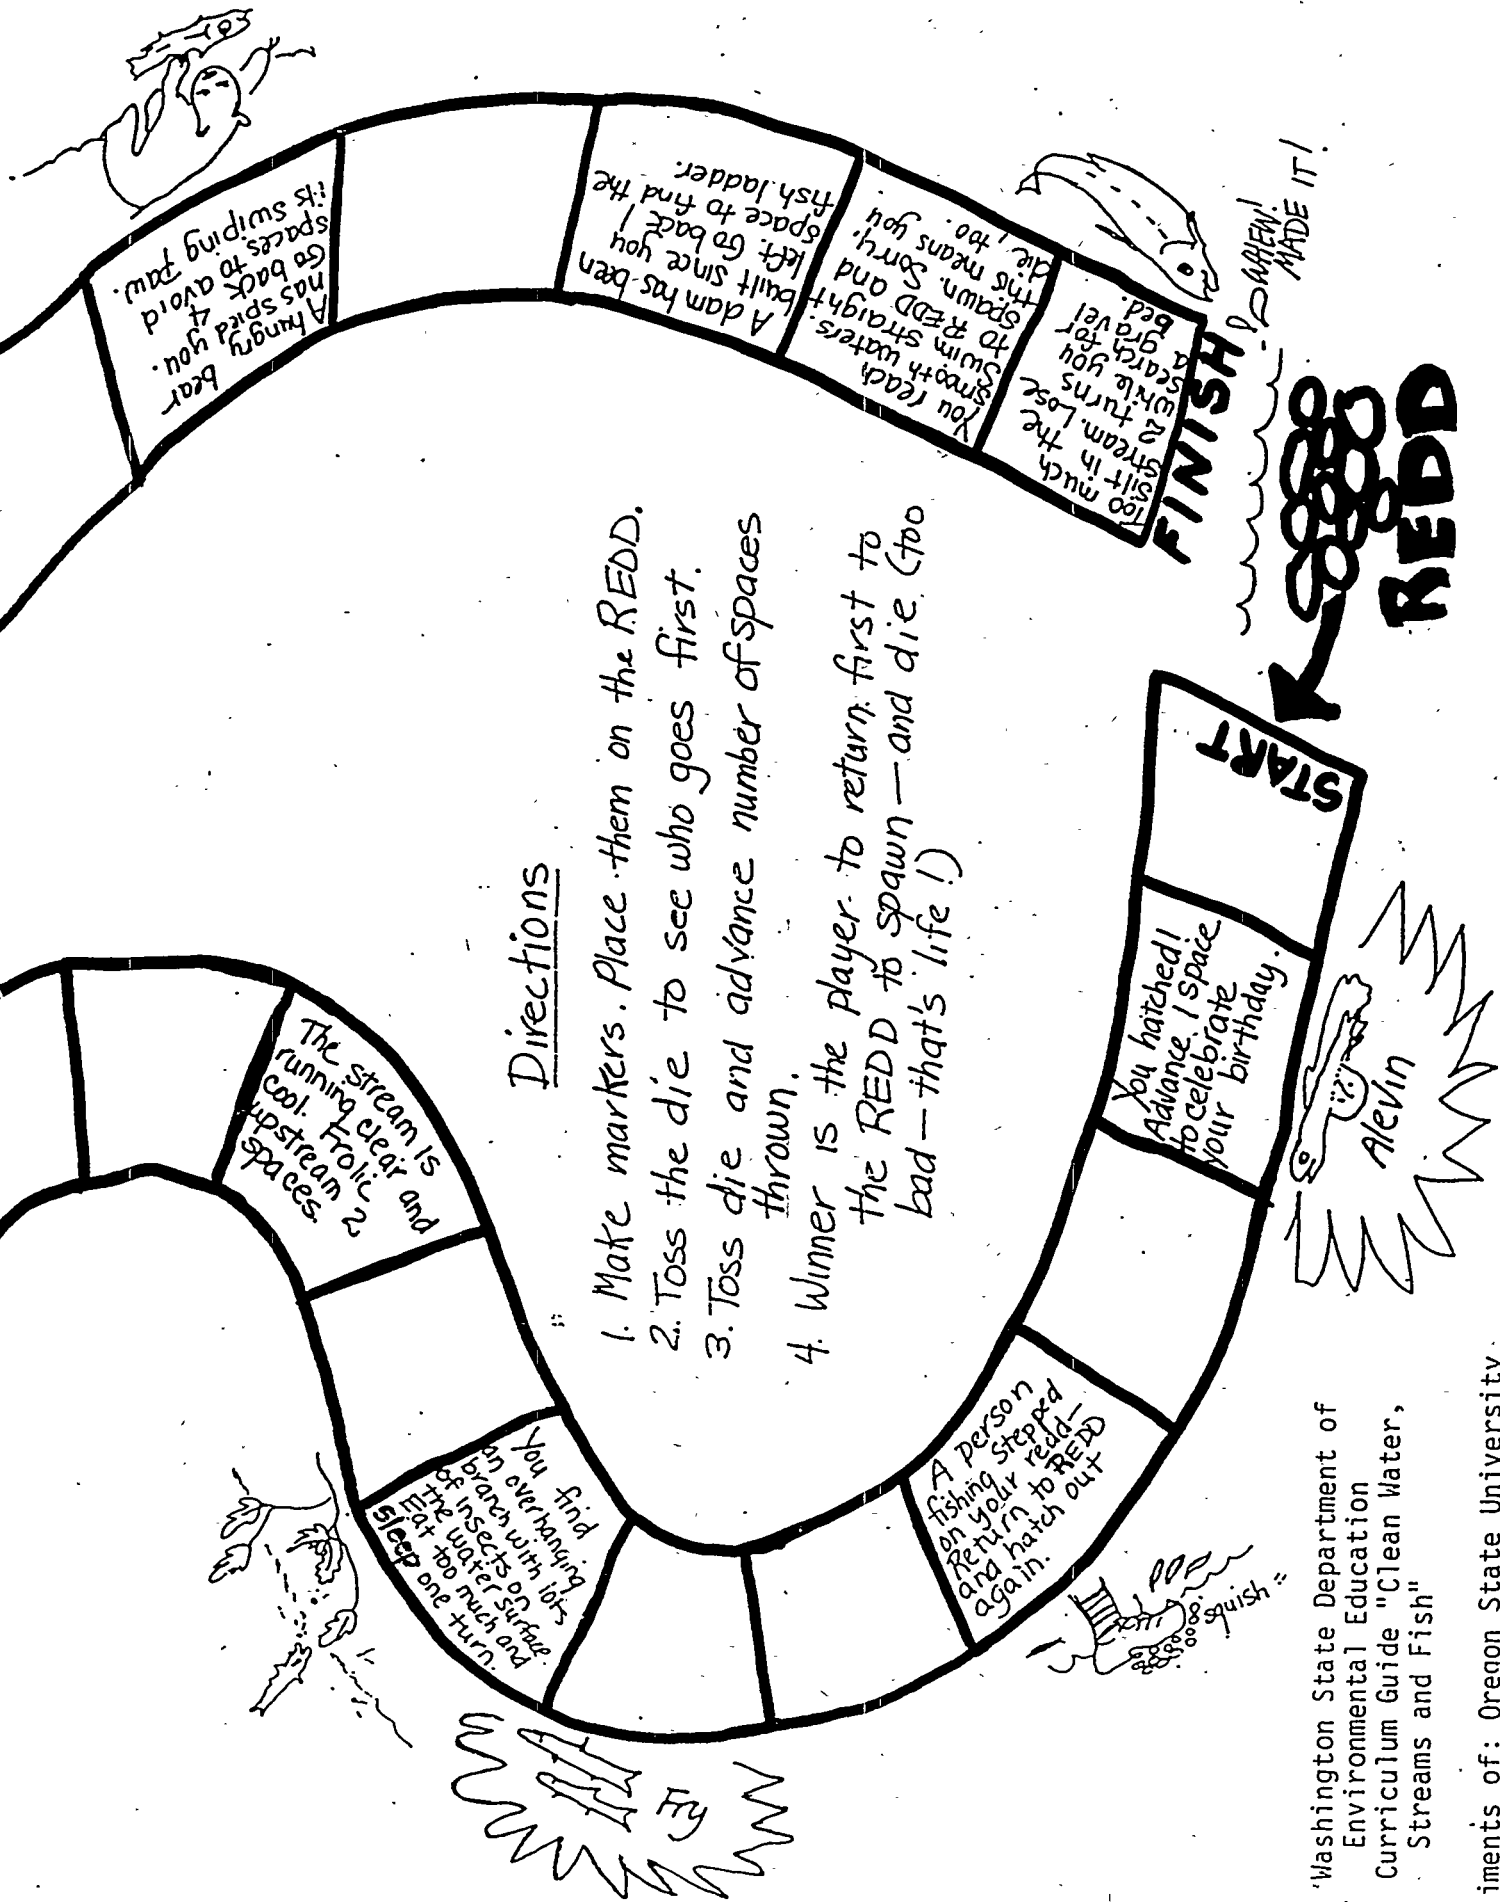 Directions
1. Make markers. Place them on the REDD.
2. Toss the die to see who goes first.
3. Toss die and advance number of spaces
thrown.
4. Winner is the player to return first to
the REDD to spawn — and die (too
bad — that's life!)
START
You hatched!
Advance 1 space
to celebrate
your birthday.
Alevin
A person
fishing stepped
on your redd—
Return to REDD
and hatch out
again.
squish
Fry
You find
an overhanging
branch with lots
of insects on
the water surface.
Eat too much and
sleep one turn.
The stream is
running clear and
cool. Frolic
upstream 2
spaces.
A hungry bear
has spied you.
Go back 4
spaces to avoid
its swiping paw.
A dam has been
built since you
left. Go back 1
space to find the
fish ladder.
You reach
smooth waters.
Swim straight
to REDD and
spawn. Sorry,
this means you
die, too.
Too much
silt in the
stream. Lose
2 turns
while you
search for
a gravel
bed.
FINISH
WHEW!
MADE IT!
REDD
Washington State Department of
Environmental Education
Curriculum Guide "Clean Water,
Streams and Fish"
iments of: Oregon State University